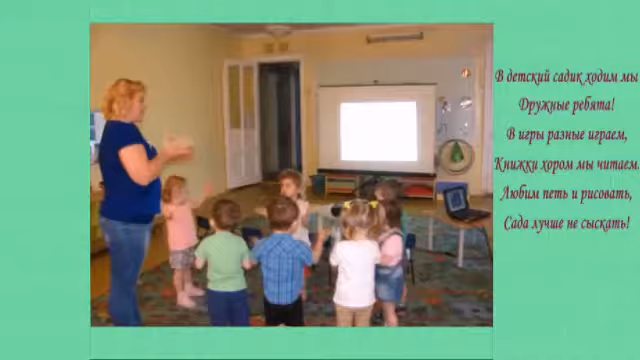 В детский садик ходим мы
Дружные ребята!
В игры разные играем,
Книжки хором мы читаем.
Любим петь и рисовать,
Сада лучше не сыскать!